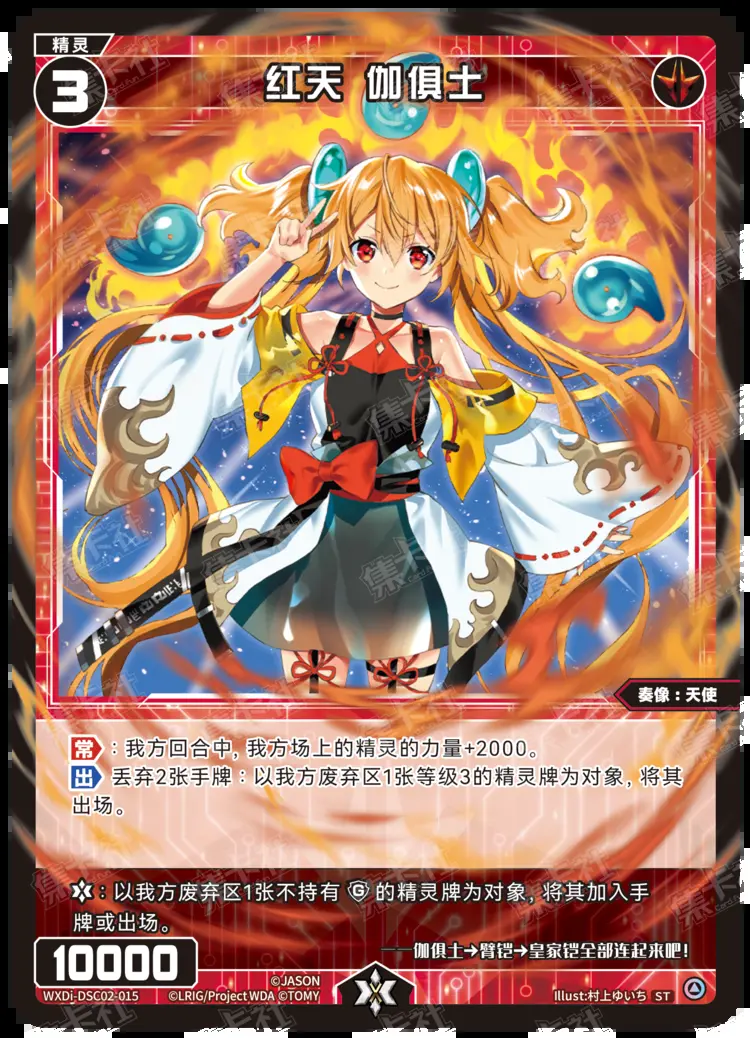 精灵
3
红天 伽俱士
奏像：天使
常：我方回合中, 我方场上的精灵的力量+2000。
出 丢弃2张手牌：以我方废弃区1张等级3的精灵牌为对象, 将其
出场。
：以我方废弃区1张不持有 G 的精灵牌为对象, 将其加入手
牌或出场。
——伽俱士→臂铠→皇家铠全部连起来吧!
10000
©JASON
WXDi-DSC02-015 ©LRIG/Project WDA ©TOMY Illust:村上ゆいち ST
集卡社